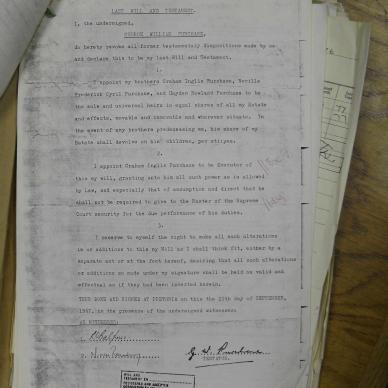 LAST WILL AND TESTAMENT.
I, the undersigned,
GEORGE WILLIAM PURCHASE,
do hereby revoke all former testamentary dispositions made by me
and declare this to be my last Will and Testament.
1.
I appoint my brothers Graham Inglis Purchase, Neville
Frederick Cyril Purchase, and Hayden Rowland Purchase to be
the sole and universal heirs in equal shares of all my Estate
and effects, movable and immovable and wherever situate. In
the event of any brothers predeceasing me, his share of my
Estate shall devolve on his children, per stirpes.
2.
I appoint Graham Inglis Purchase to be Executor of
this my will, granting unto him all such power as is allowed
by Law, and especially that of assumption and direct that he
shall not be required to give to the Master of the Supreme
Court security for the due performance of his duties.
3.
I reserve to myself the right to make all such alterations
in or additions to this my Will as I shall think fit, either by a
separate act or at the foot hereof, desiring that all such alterations
or additions so made under my signature shall be held as valid and
effectual as if they had been inserted herein.
THUS DONE AND SIGNED AT PRETORIA on this the 25th day of SEPTEMBER,
1947, in the presence of the undersigned witnesses:
AS WITNESSES:
1.
2.
TESTATOR.